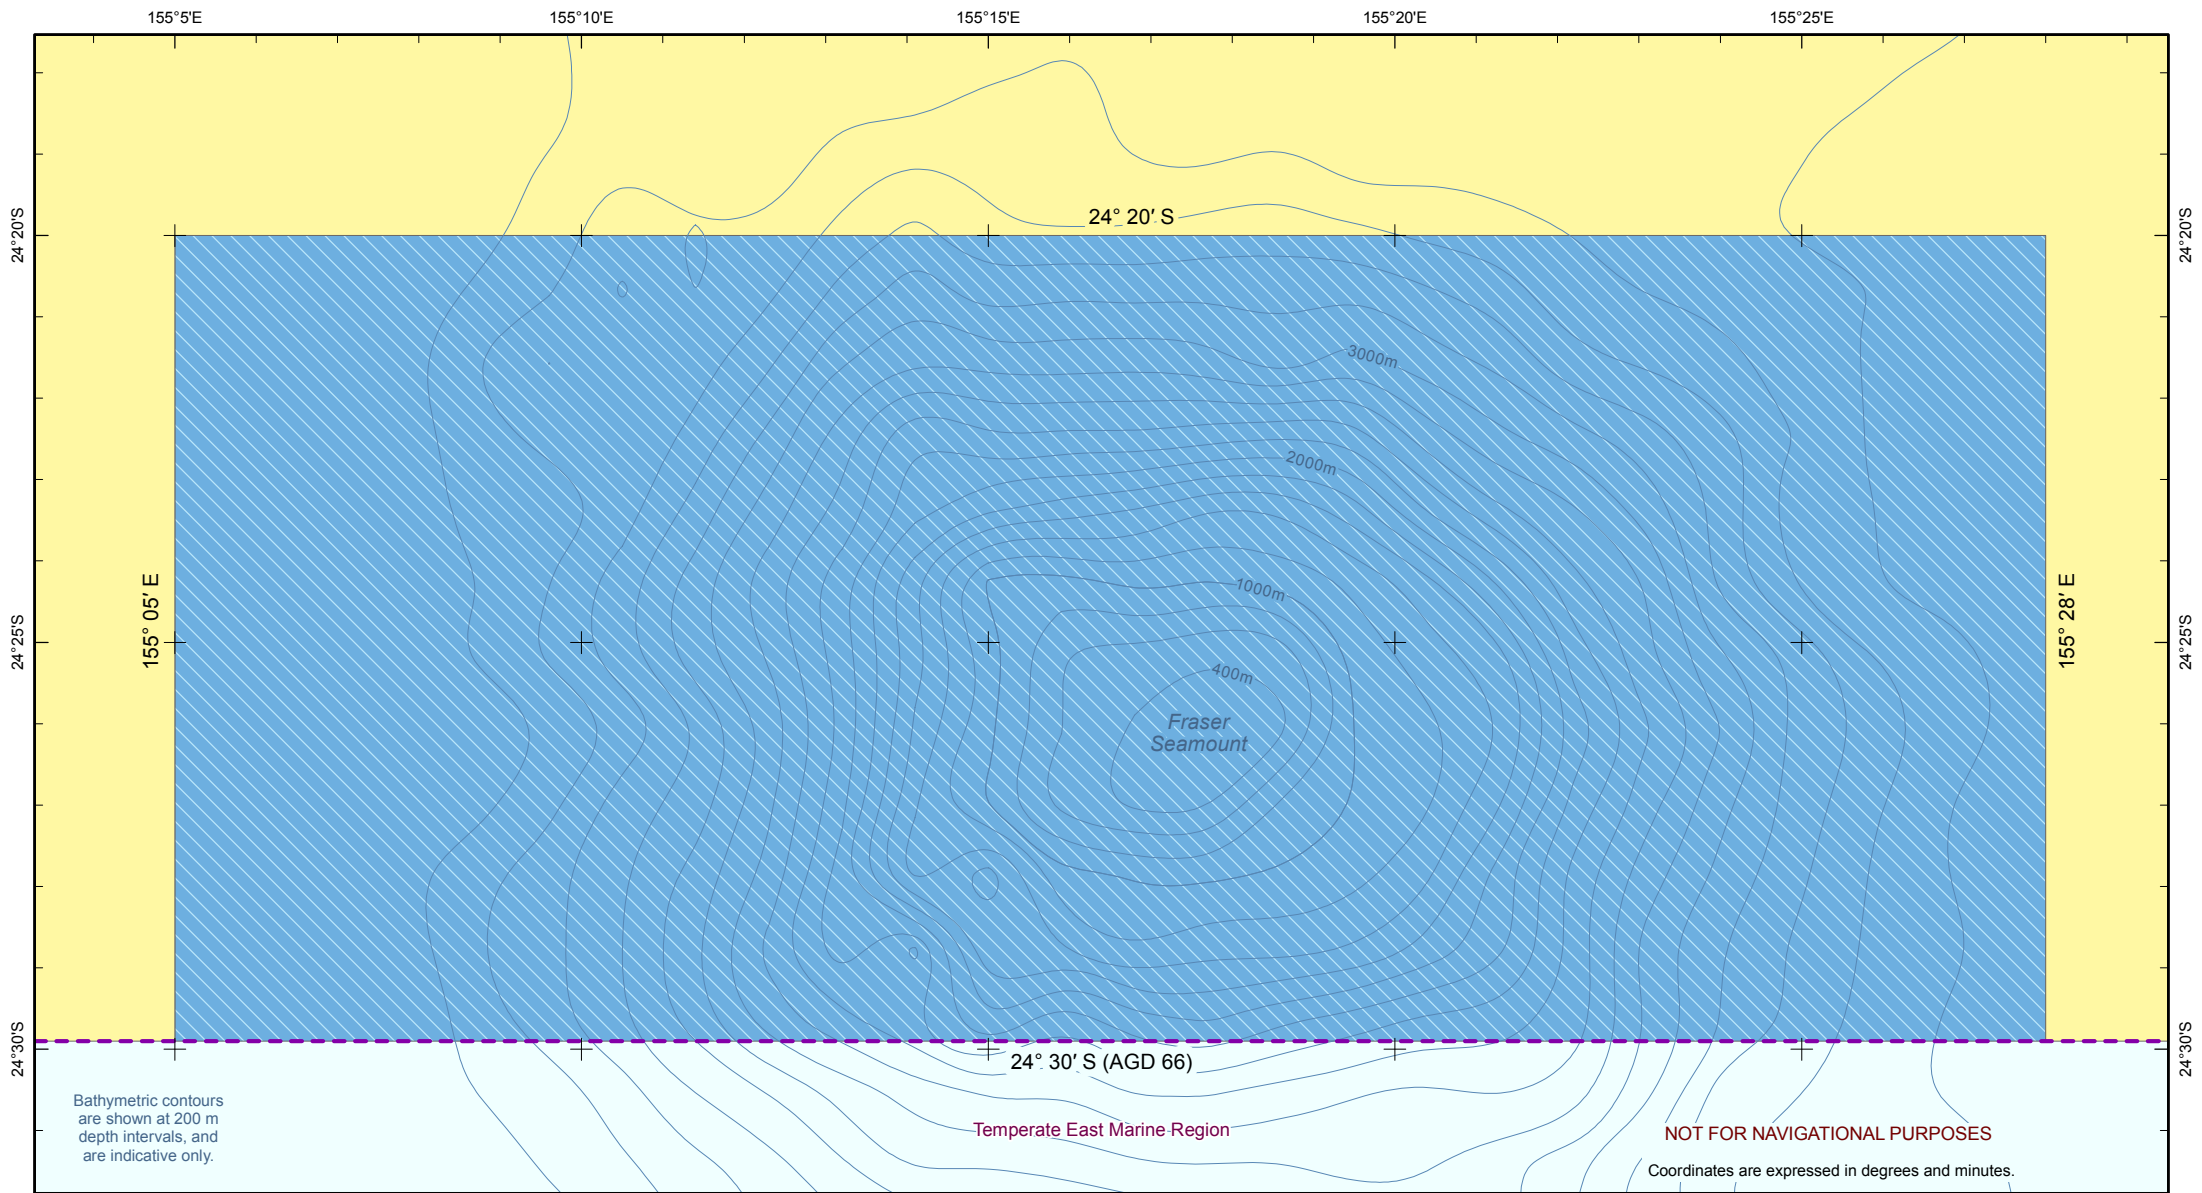 155°5'E
155°10'E
155°15'E
155°20'E
155°25'E
24° 20′ S
24°20'S
24°20'S
3000m
2000m
1000m
155° 05′ E
155° 28′ E
24°25'S
24°25'S
400m
Fraser
Seamount
24°30'S
24°30'S
24° 30′ S (AGD 66)
Bathymetric contours
are shown at 200 m
depth intervals, and
are indicative only.
Temperate East Marine Region
NOT FOR NAVIGATIONAL PURPOSES
Coordinates are expressed in degrees and minutes.